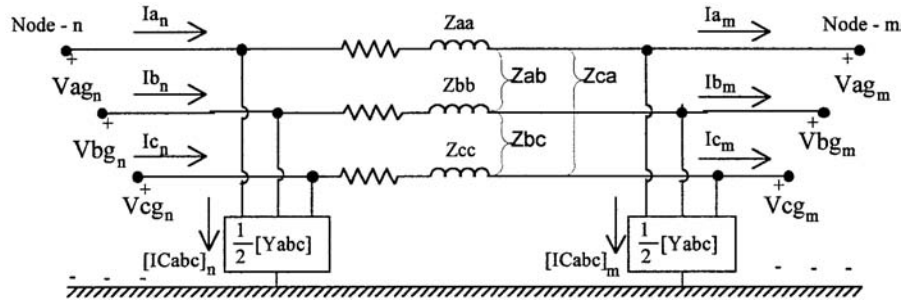 Node - n
Ia_n
Zaa
Ia_m
Node - m
+
Vag_n
Ib_n
Zbb
Zab
Zca
Ib_m
+
Vag_m
+
Vbg_n
Ic_n
Zcc
Zbc
Ic_m
+
Vbg_m
+
Vcg_n
+
Vcg_m
[ICabc]_n
1/2 [Yabc]
[ICabc]_m
1/2 [Yabc]